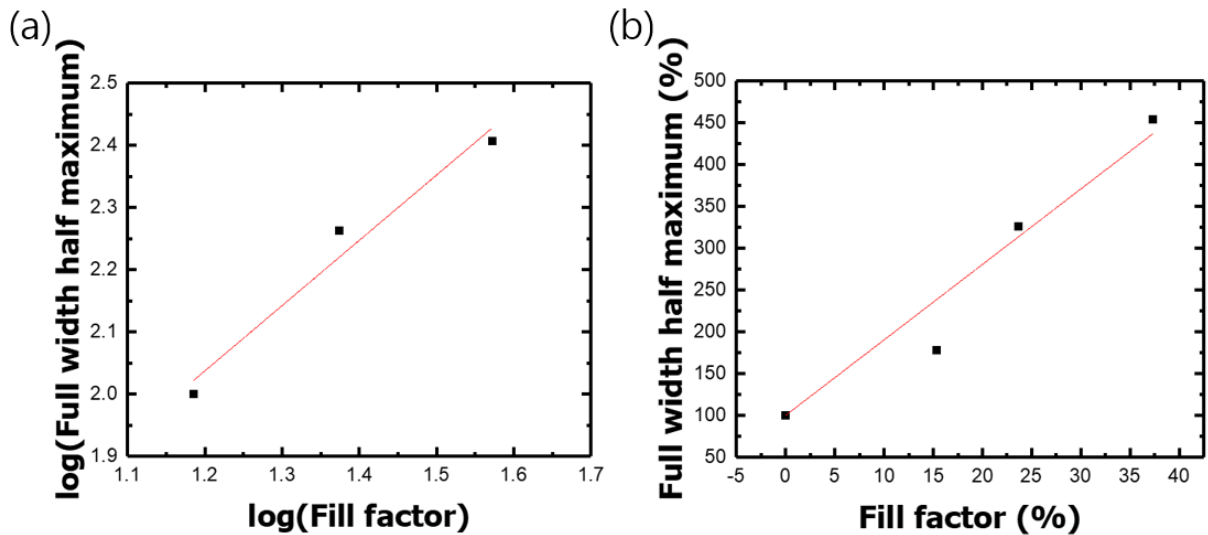 (a)
log(Full width half maximum)
2.5
2.4
2.3
2.2
2.1
2.0
1.9
1.1 1.2 1.3 1.4 1.5 1.6 1.7
log(Fill factor)
(b)
Full width half maximum (%)
500
450
400
350
300
250
200
150
100
50
-5 0 5 10 15 20 25 30 35 40
Fill factor (%)